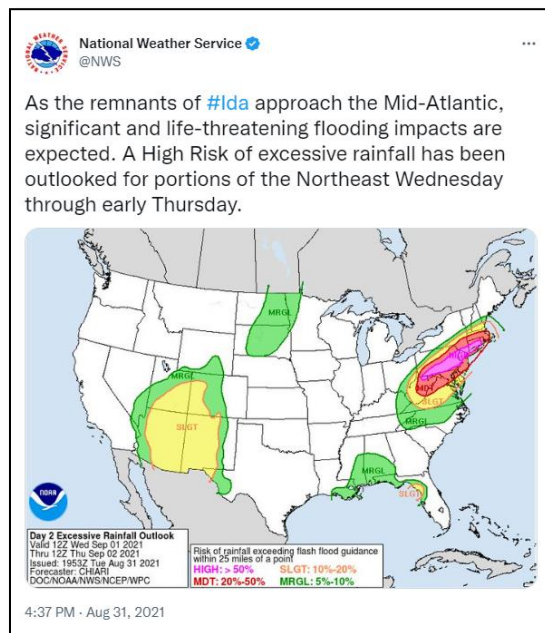 National Weather Service
@NWS
As the remnants of #Ida approach the Mid-Atlantic,
significant and life-threatening flooding impacts are
expected. A High Risk of excessive rainfall has been
outlooked for portions of the Northeast Wednesday
through early Thursday.
MRGL
HIGH
MDT
SLGT
MRGL
MRGL
SLGT
MRGL
SLGT
NOAA
Day 2 Excessive Rainfall Outlook
Valid 12Z Wed Sep 01 2021
Thru 12Z Thu Sep 02 2021
Issued: 1953Z Tue Aug 31 2021
Forecaster: CHIARI
DOC/NOAA/NWS/NCEP/WPC
Risk of rainfall exceeding flash flood guidance
within 25 miles of a point
HIGH: > 50% SLGT: 10%-20%
MDT: 20%-50% MRGL: 5%-10%
4:37 PM · Aug 31, 2021